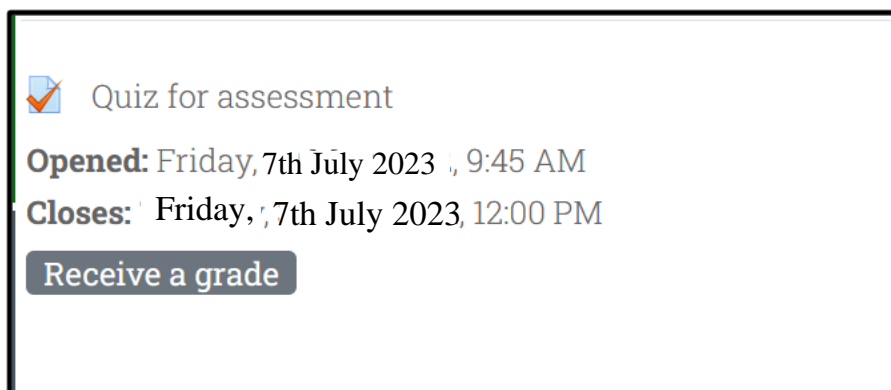 Quiz for assessment
Opened: Friday, 7th July 2023 , 9:45 AM
Closes: Friday, 7th July 2023, 12:00 PM
Receive a grade